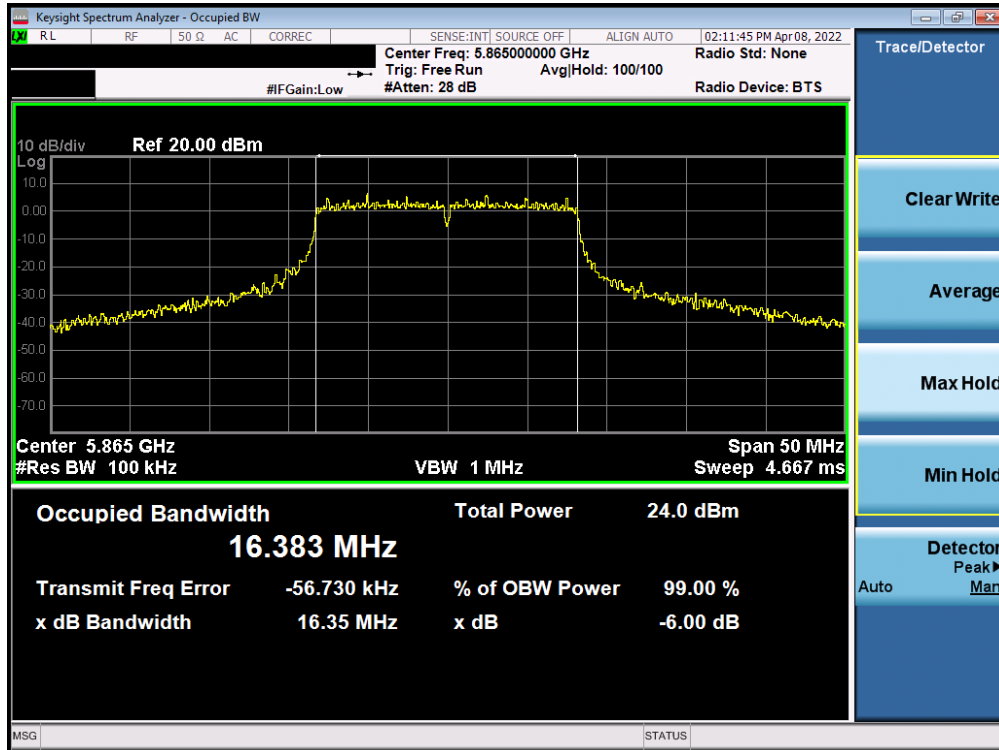 Keysight Spectrum Analyzer - Occupied BW
LXI RL RF 50 Ω AC CORREC SENSE:INT SOURCE OFF ALIGN AUTO 02:11:45 PM Apr 08, 2022
Center Freq: 5.865000000 GHz Radio Std: None
Trig: Free Run Avg|Hold: 100/100
#IFGain:Low #Atten: 28 dB Radio Device: BTS
Trace/Detector
10 dB/div Ref 20.00 dBm
Log
10.0
0.00
-10.0
-20.0
-30.0
-40.0
-50.0
-60.0
-70.0
Center 5.865 GHz Span 50 MHz
#Res BW 100 kHz VBW 1 MHz Sweep 4.667 ms
Occupied Bandwidth Total Power 24.0 dBm
16.383 MHz
Transmit Freq Error -56.730 kHz % of OBW Power 99.00 %
x dB Bandwidth 16.35 MHz x dB -6.00 dB
Clear Write
Average
Max Hold
Min Hold
Detector
Peak▶
Auto Man
MSG STATUS